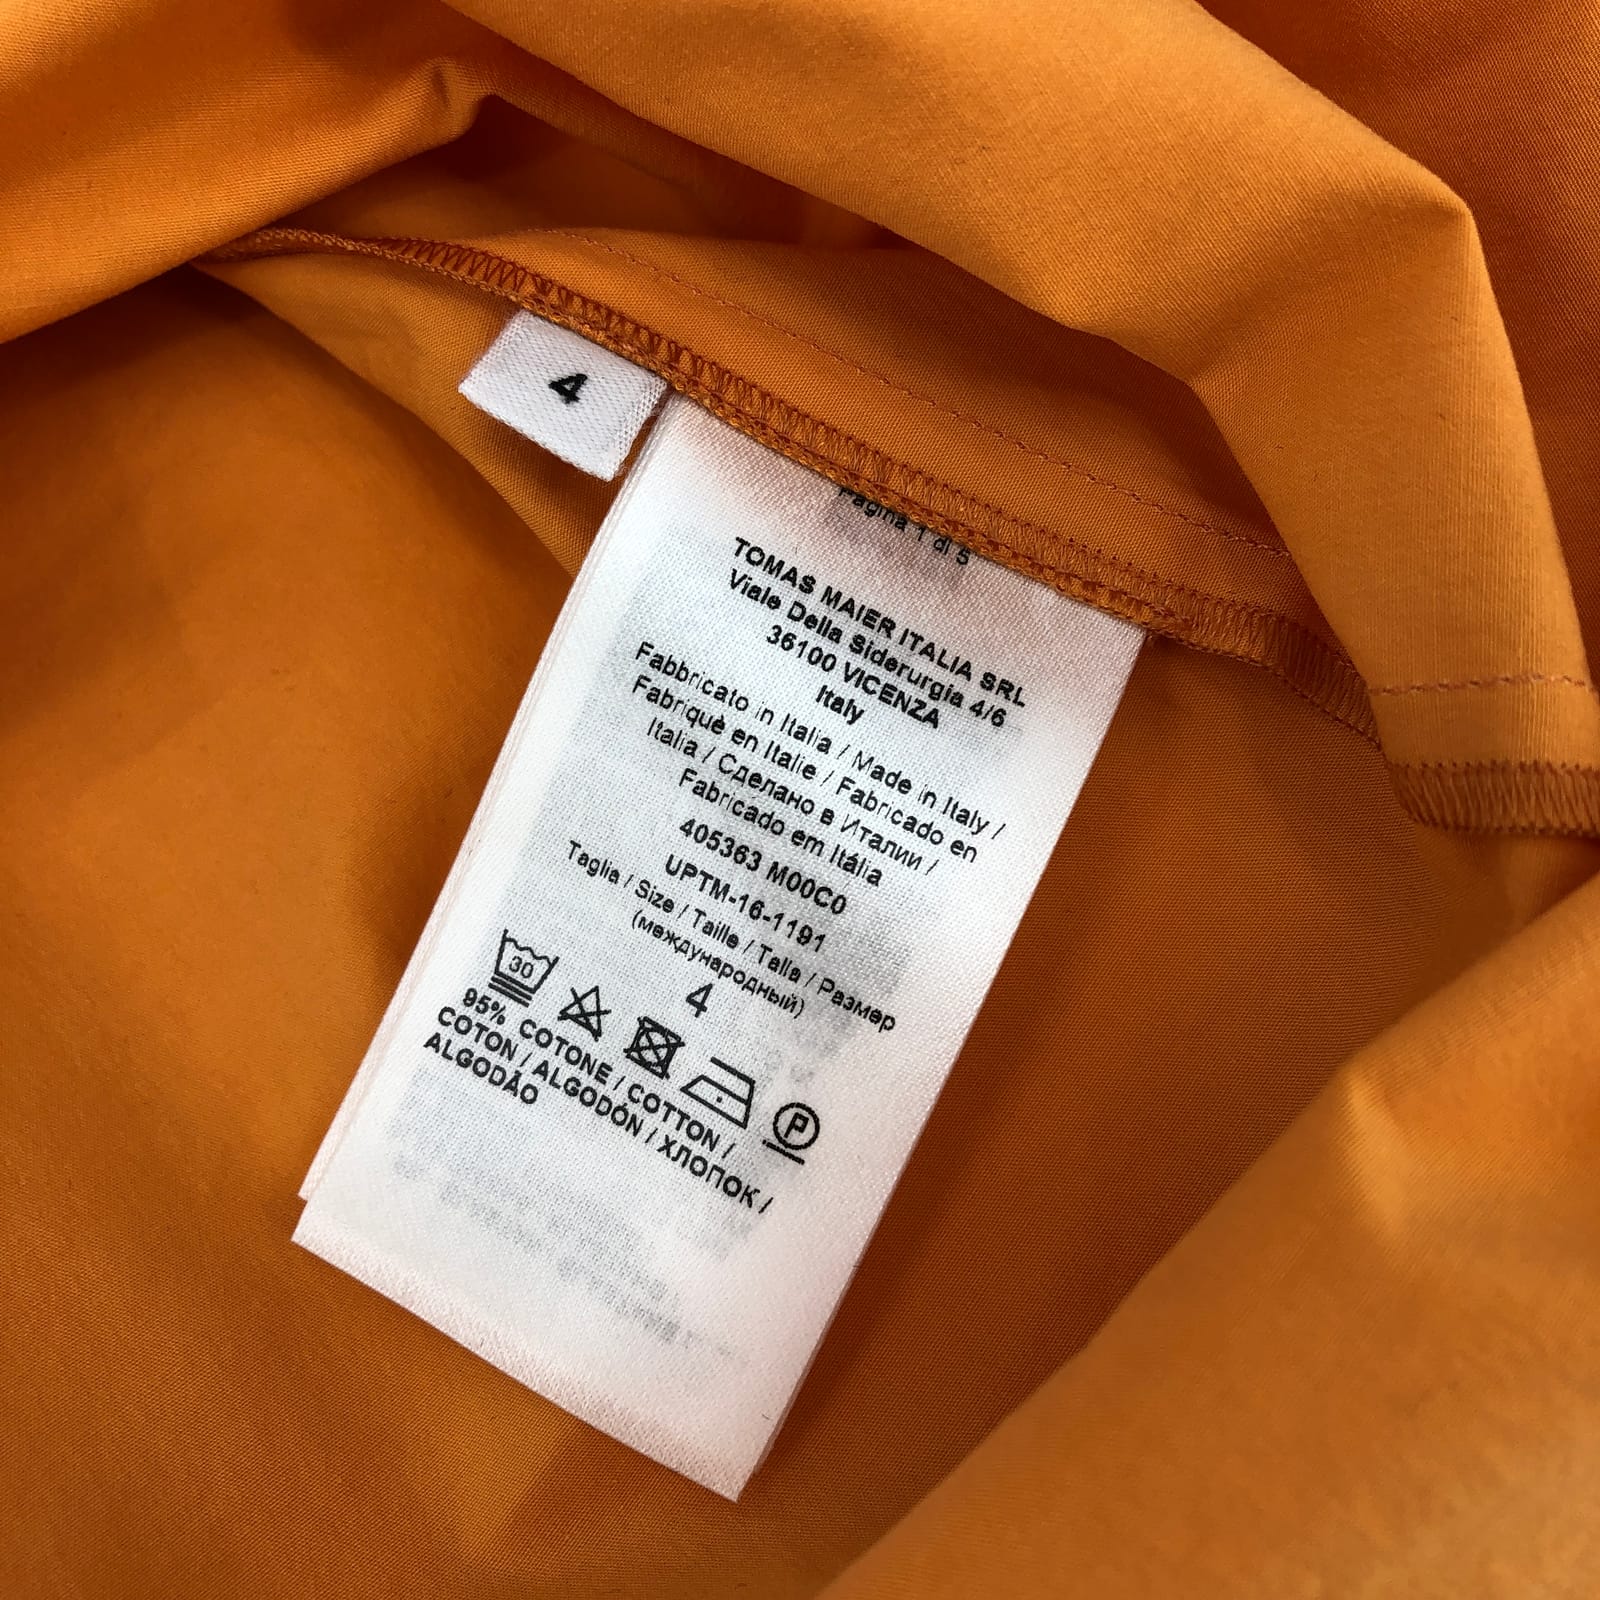 4
Pagina 1 di 5
TOMAS MAIER ITALIA SRL
Viale Della Siderurgia 4/6
36100 VICENZA
Italy
Fabbricato in Italia / Made in Italy /
Fabriquè en Italie / Fabricado en
Italia / Сделано в Италии /
Fabricado em Itália
405363 M00C0
UPTM-16-1191
Taglia / Size / Taille / Talla / Размер
(международный)
4
30
P
95% COTONE / COTTON /
COTON / ALGODÓN / ХЛОПОК /
ALGODÃO